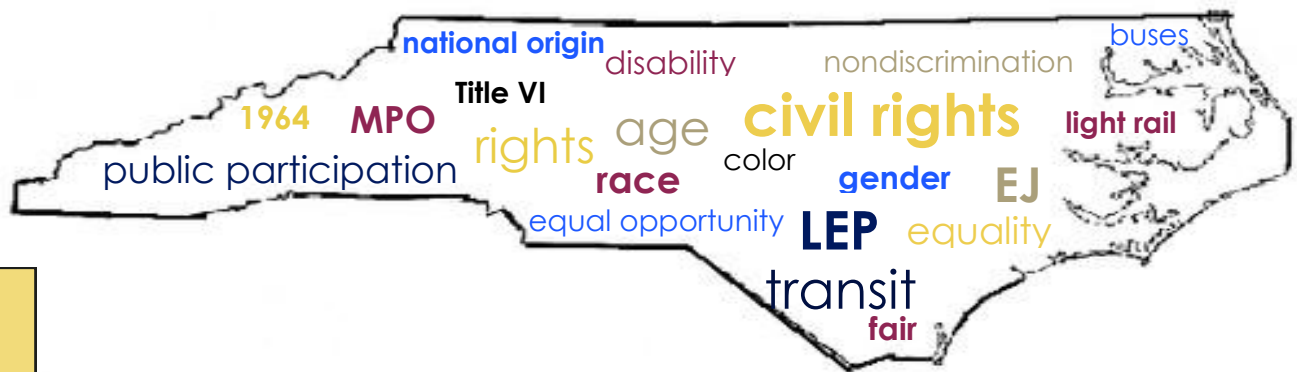 buses
national origin
disability
nondiscrimination
Title VI
1964
MPO
civil rights
light rail
rights
age
color
public participation
race
gender
EJ
equal opportunity
LEP
equality
transit
fair